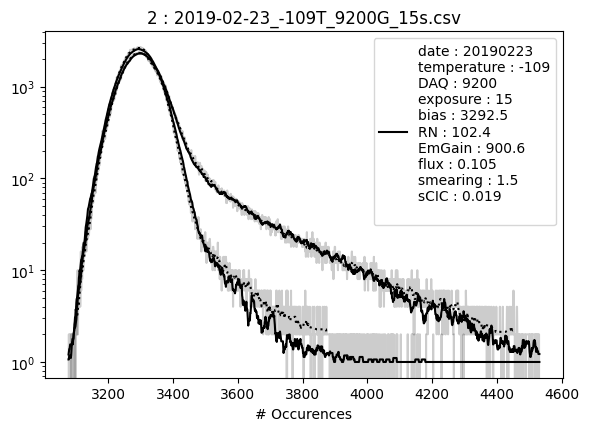 2 : 2019-02-23_-109T_9200G_15s.csv
date : 20190223
temperature : -109
DAQ : 9200
exposure : 15
bias : 3292.5
RN : 102.4
EmGain : 900.6
flux : 0.105
smearing : 1.5
sCIC : 0.019
10³
10²
10¹
10⁰
3200 3400 3600 3800 4000 4200 4400 4600
# Occurences